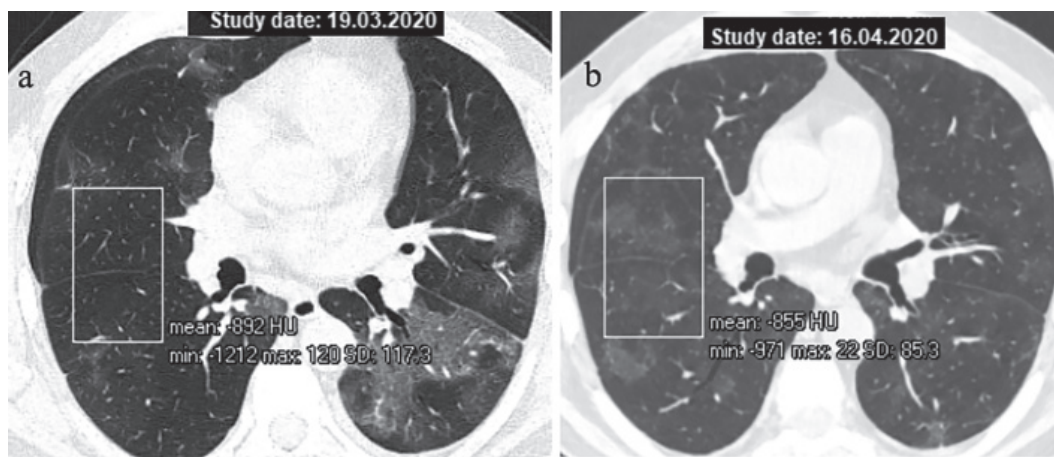 Study date: 19.03.2020
a
mean: -892 HU
min: -1212 max: 120 SD: 117.3
Study date: 16.04.2020
b
mean: -855 HU
min: -971 max: 22 SD: 85.3